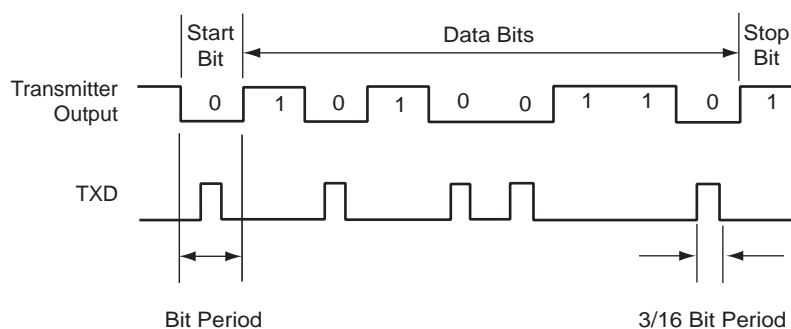 Start
Bit
Data Bits
Stop
Bit
Transmitter
Output
0 1 0 1 0 0 1 1 0 1
TXD
Bit Period
3/16 Bit Period